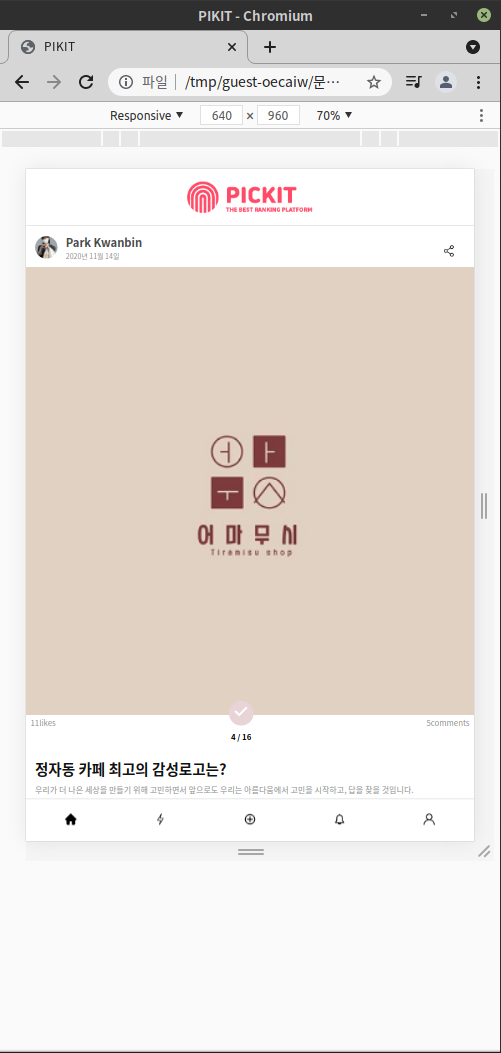 PIKIT - Chromium
PIKIT
파일 | /tmp/guest-oecaiw/문…
Responsive ▼ 640 × 960 70% ▼
PICKIT
THE BEST RANKING PLATFORM
Park Kwanbin
2020년 11월 14일
어마무시
Tiramisu shop
11likes
5comments
4 / 16
정자동 카페 최고의 감성로고는?
우리가 더 나은 세상을 만들기 위해 고민하면서 앞으로도 우리는 아름다움에서 고민을 시작하고, 답을 찾을 것입니다.